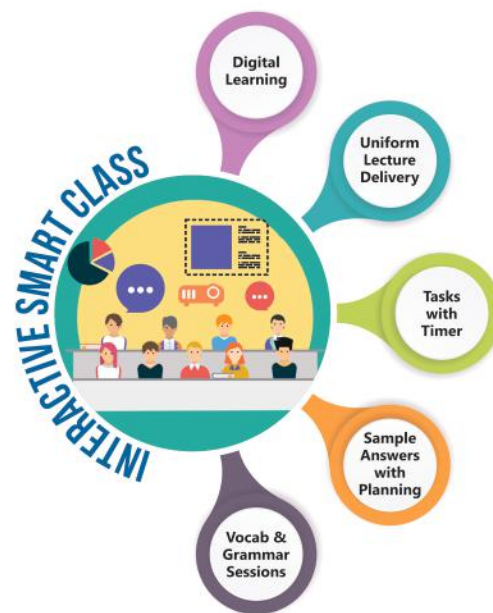 INTERACTIVE SMART CLASS
Digital
Learning
Uniform
Lecture
Delivery
Tasks
with
Timer
Sample
Answers
with
Planning
Vocab &
Grammar
Sessions